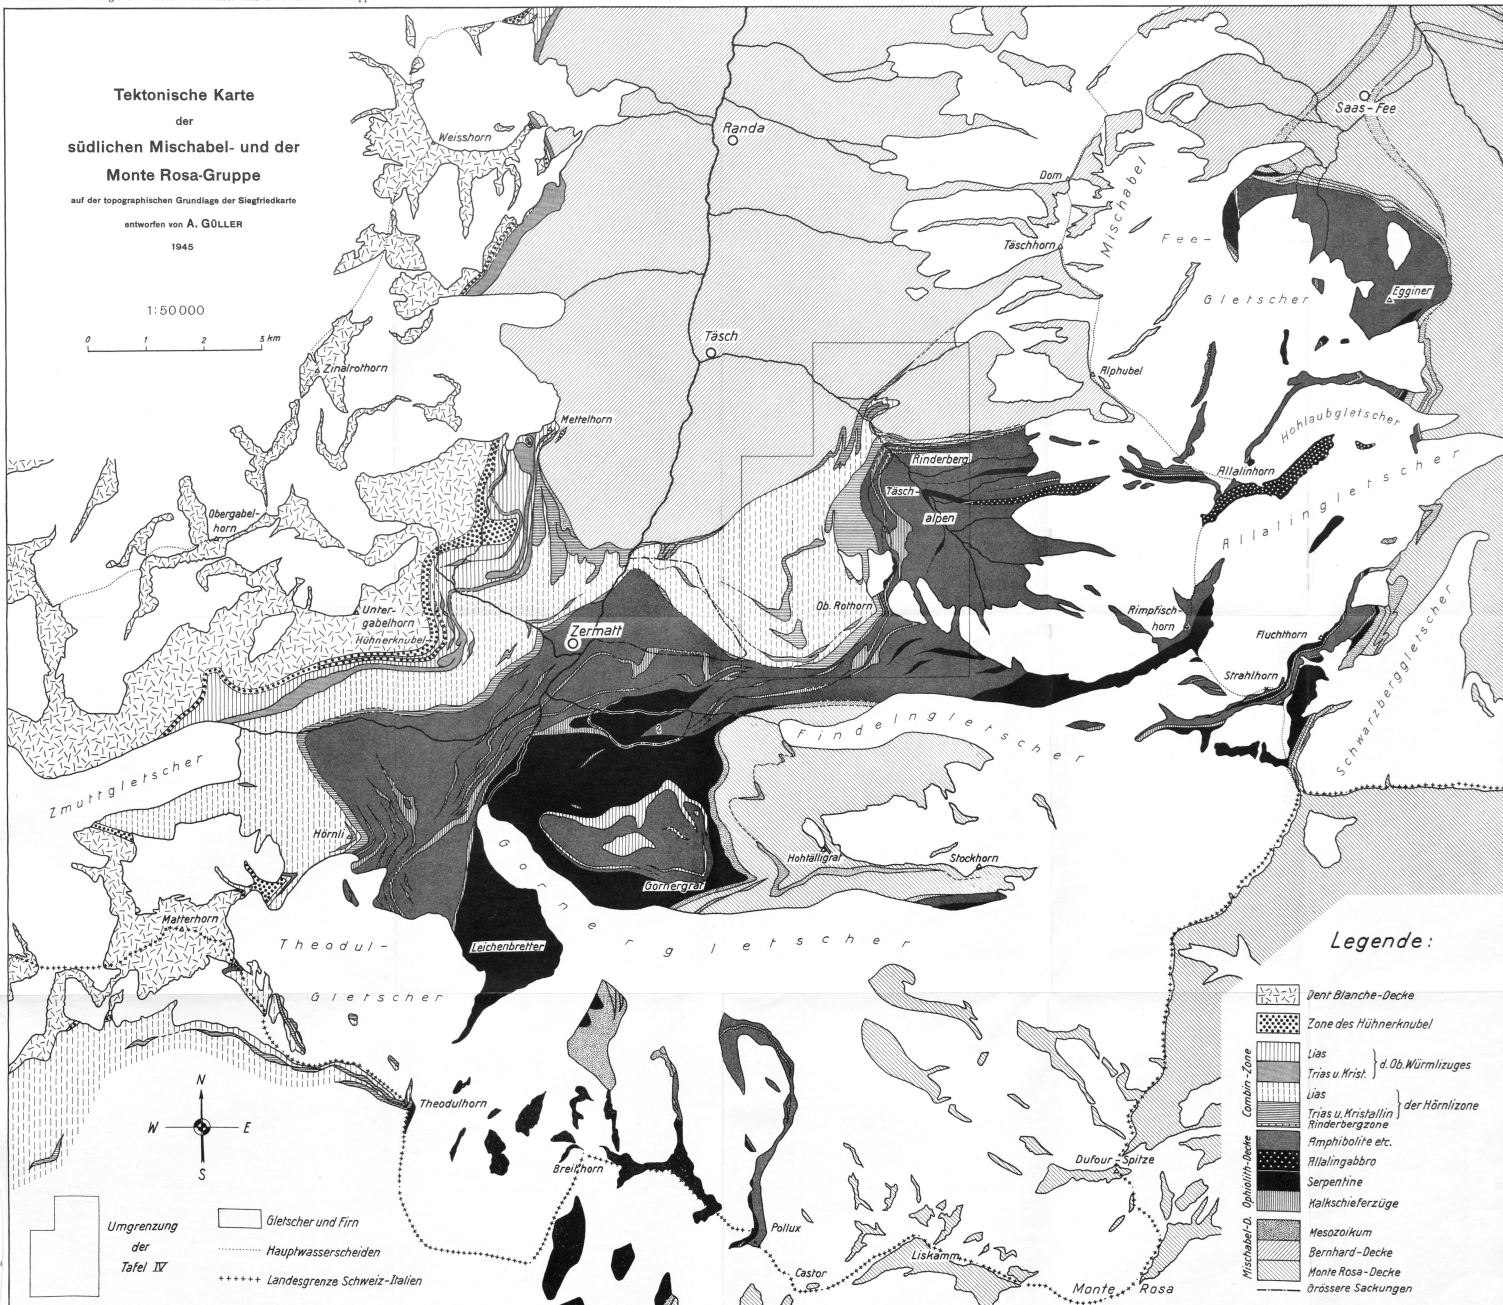 Tektonische Karte
der
südlichen Mischabel- und der
Monte Rosa-Gruppe
auf der topographischen Grundlage der Siegfriedkarte
entworfen von A. GÜLLER
1945
1:50000
0 1 2 3 km
Weisshorn
Randa
Saas-Fee
Dom
Mischabel
Täschhorn
Fee-
Gletscher
Egginer
Täsch
Zinalrothorn
Alphubel
Mettelhorn
Hohlaubgletscher
Rinderberg
Allalinhorn
Täsch-
alpen
Allalingletscher
Obergabel-
horn
Unter-
gabelhorn
Hühnerknubel
Ob. Rothorn
Rimpfisch-
horn
Zermatt
Fluchthorn
Strahlhorn
Schwarzberggletscher
Findelngletscher
Zmuttgletscher
Hörnli
Hohtälligrat
Stockhorn
Gornergrat
Gornergletscher
Matterhorn
Theodul-
Gletscher
Leichenbretter
Theodulhorn
Breithorn
Pollux
Castor
Liskamm
Dufour-Spitze
Monte Rosa
N
W E
S
Umgrenzung
der
Tafel IV
Gletscher und Firn
Hauptwasserscheiden
Landesgrenze Schweiz-Italien
Legende:
Dent Blanche-Decke
Zone des Hühnerknubel
Combin-Zone
Lias
Trias u. Krist.
d. Ob. Würmlizuges
Lias
Trias u. Kristallin
der Hörnlizone
Rinderbergzone
Ophiolith-Decke
Amphibolite etc.
Allalingabbro
Serpentine
Kalkschieferzüge
Mischabel-D.
Mesozoikum
Bernhard-Decke
Monte Rosa-Decke
Grössere Sackungen